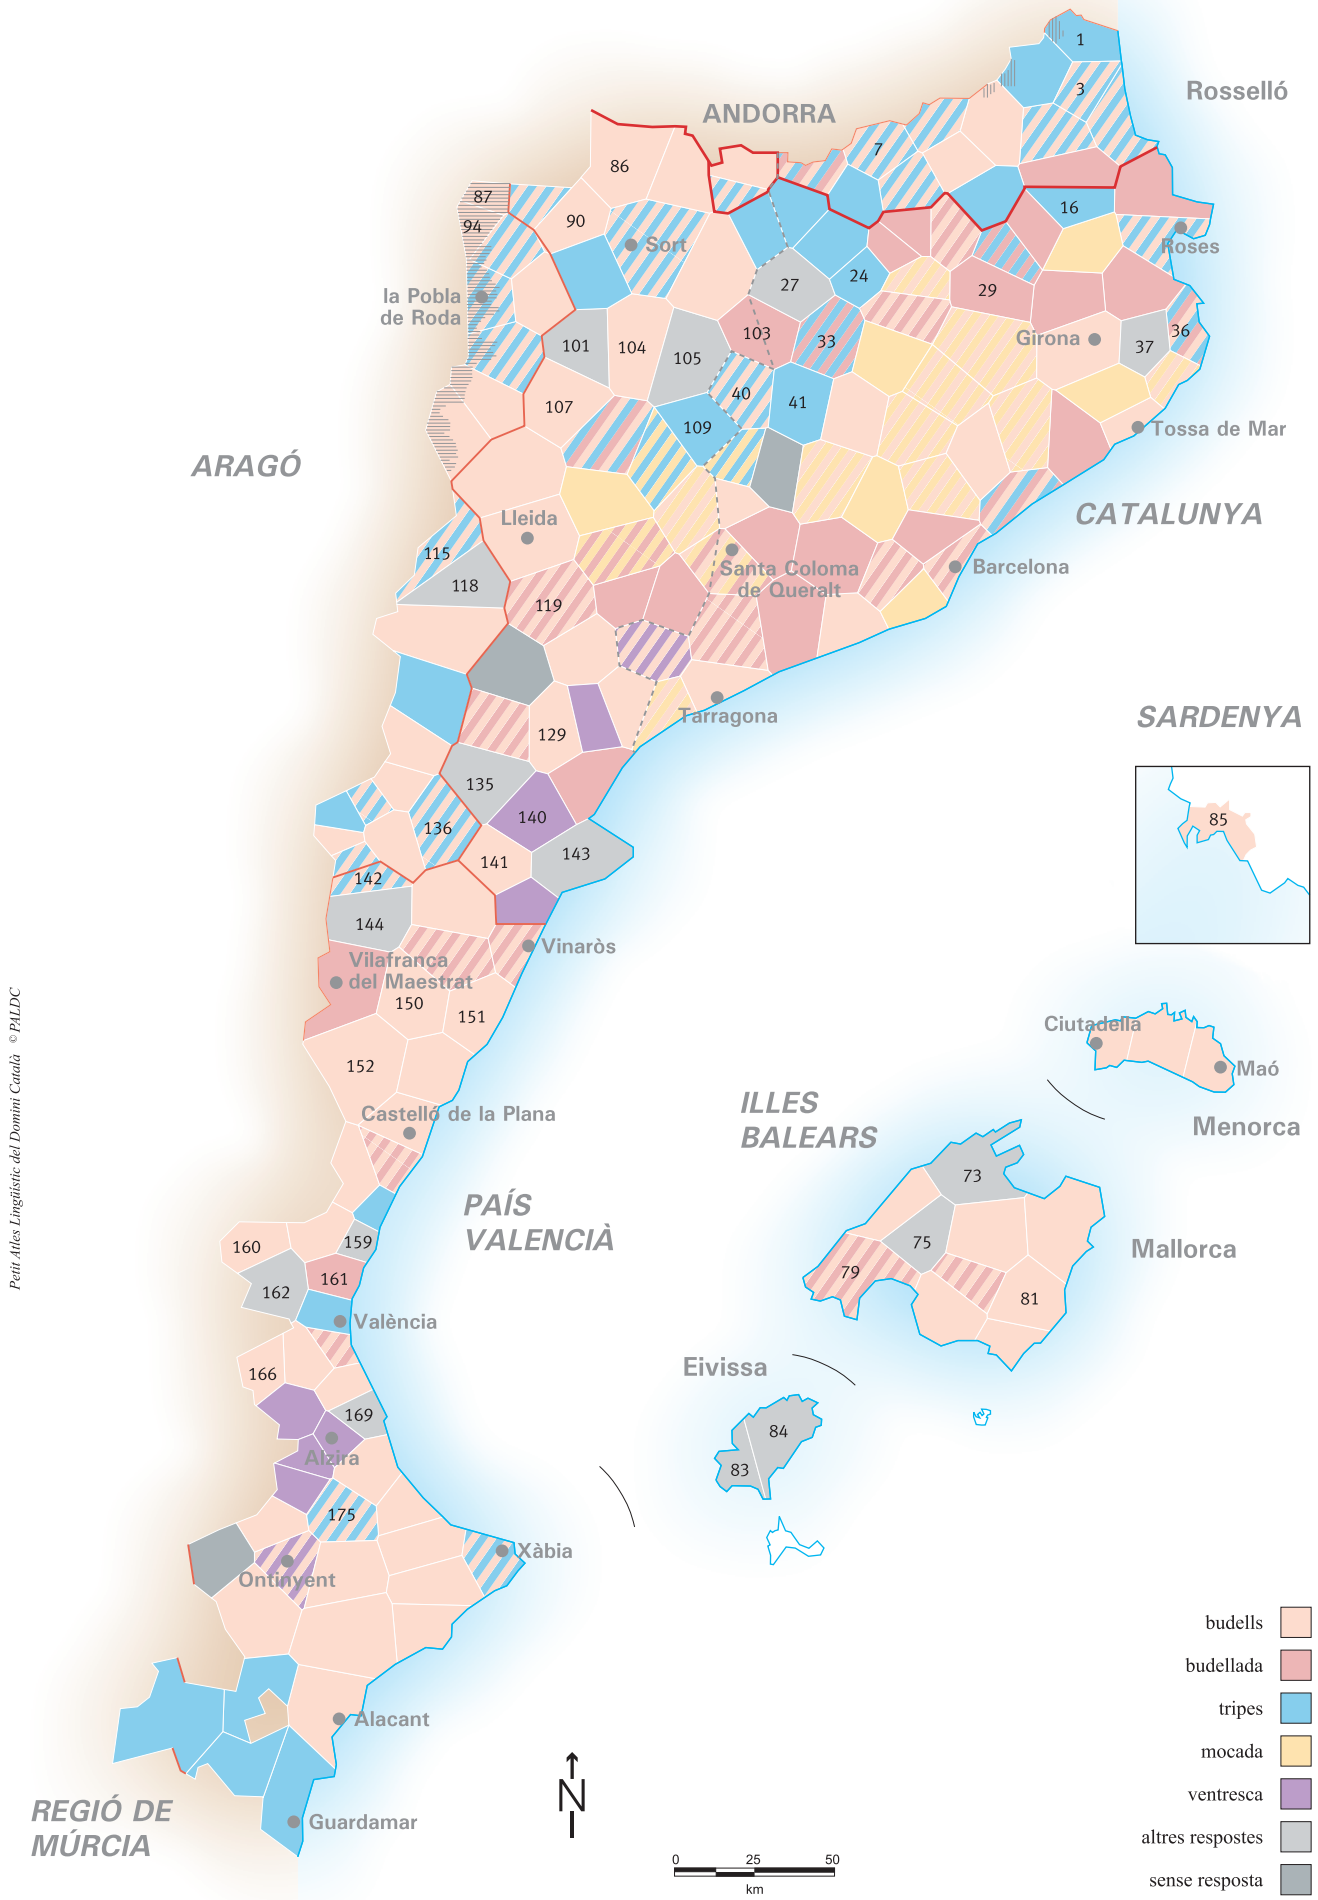 1
Rosselló
3
ANDORRA
7
86
87
16
90
94
Sort
Roses
24
27
29
la Pobla
de Roda
103
36
33
Girona
37
101
104
105
40
41
107
109
Tossa de Mar
ARAGÓ
Lleida
CATALUNYA
115
Santa Coloma
de Queralt
Barcelona
118
119
Tarragona
SARDENYA
129
135
140
85
136
141
143
142
144
Vinaròs
Vilafranca
del Maestrat
150
151
Ciutadella
152
Maó
ILLES
BALEARS
Castelló de la Plana
Menorca
73
PAÍS
VALENCIÀ
159
160
75
Mallorca
79
161
162
81
València
Eivissa
166
169
84
Alzira
83
175
Xàbia
Ontinyent
budells
budellada
tripes
Alacant
mocada
ventresca
REGIÓ DE
MÚRCIA
Guardamar
N
altres respostes
0 25 50
km
sense resposta
Petit Atles Lingüístic del Domini Català © PALDC